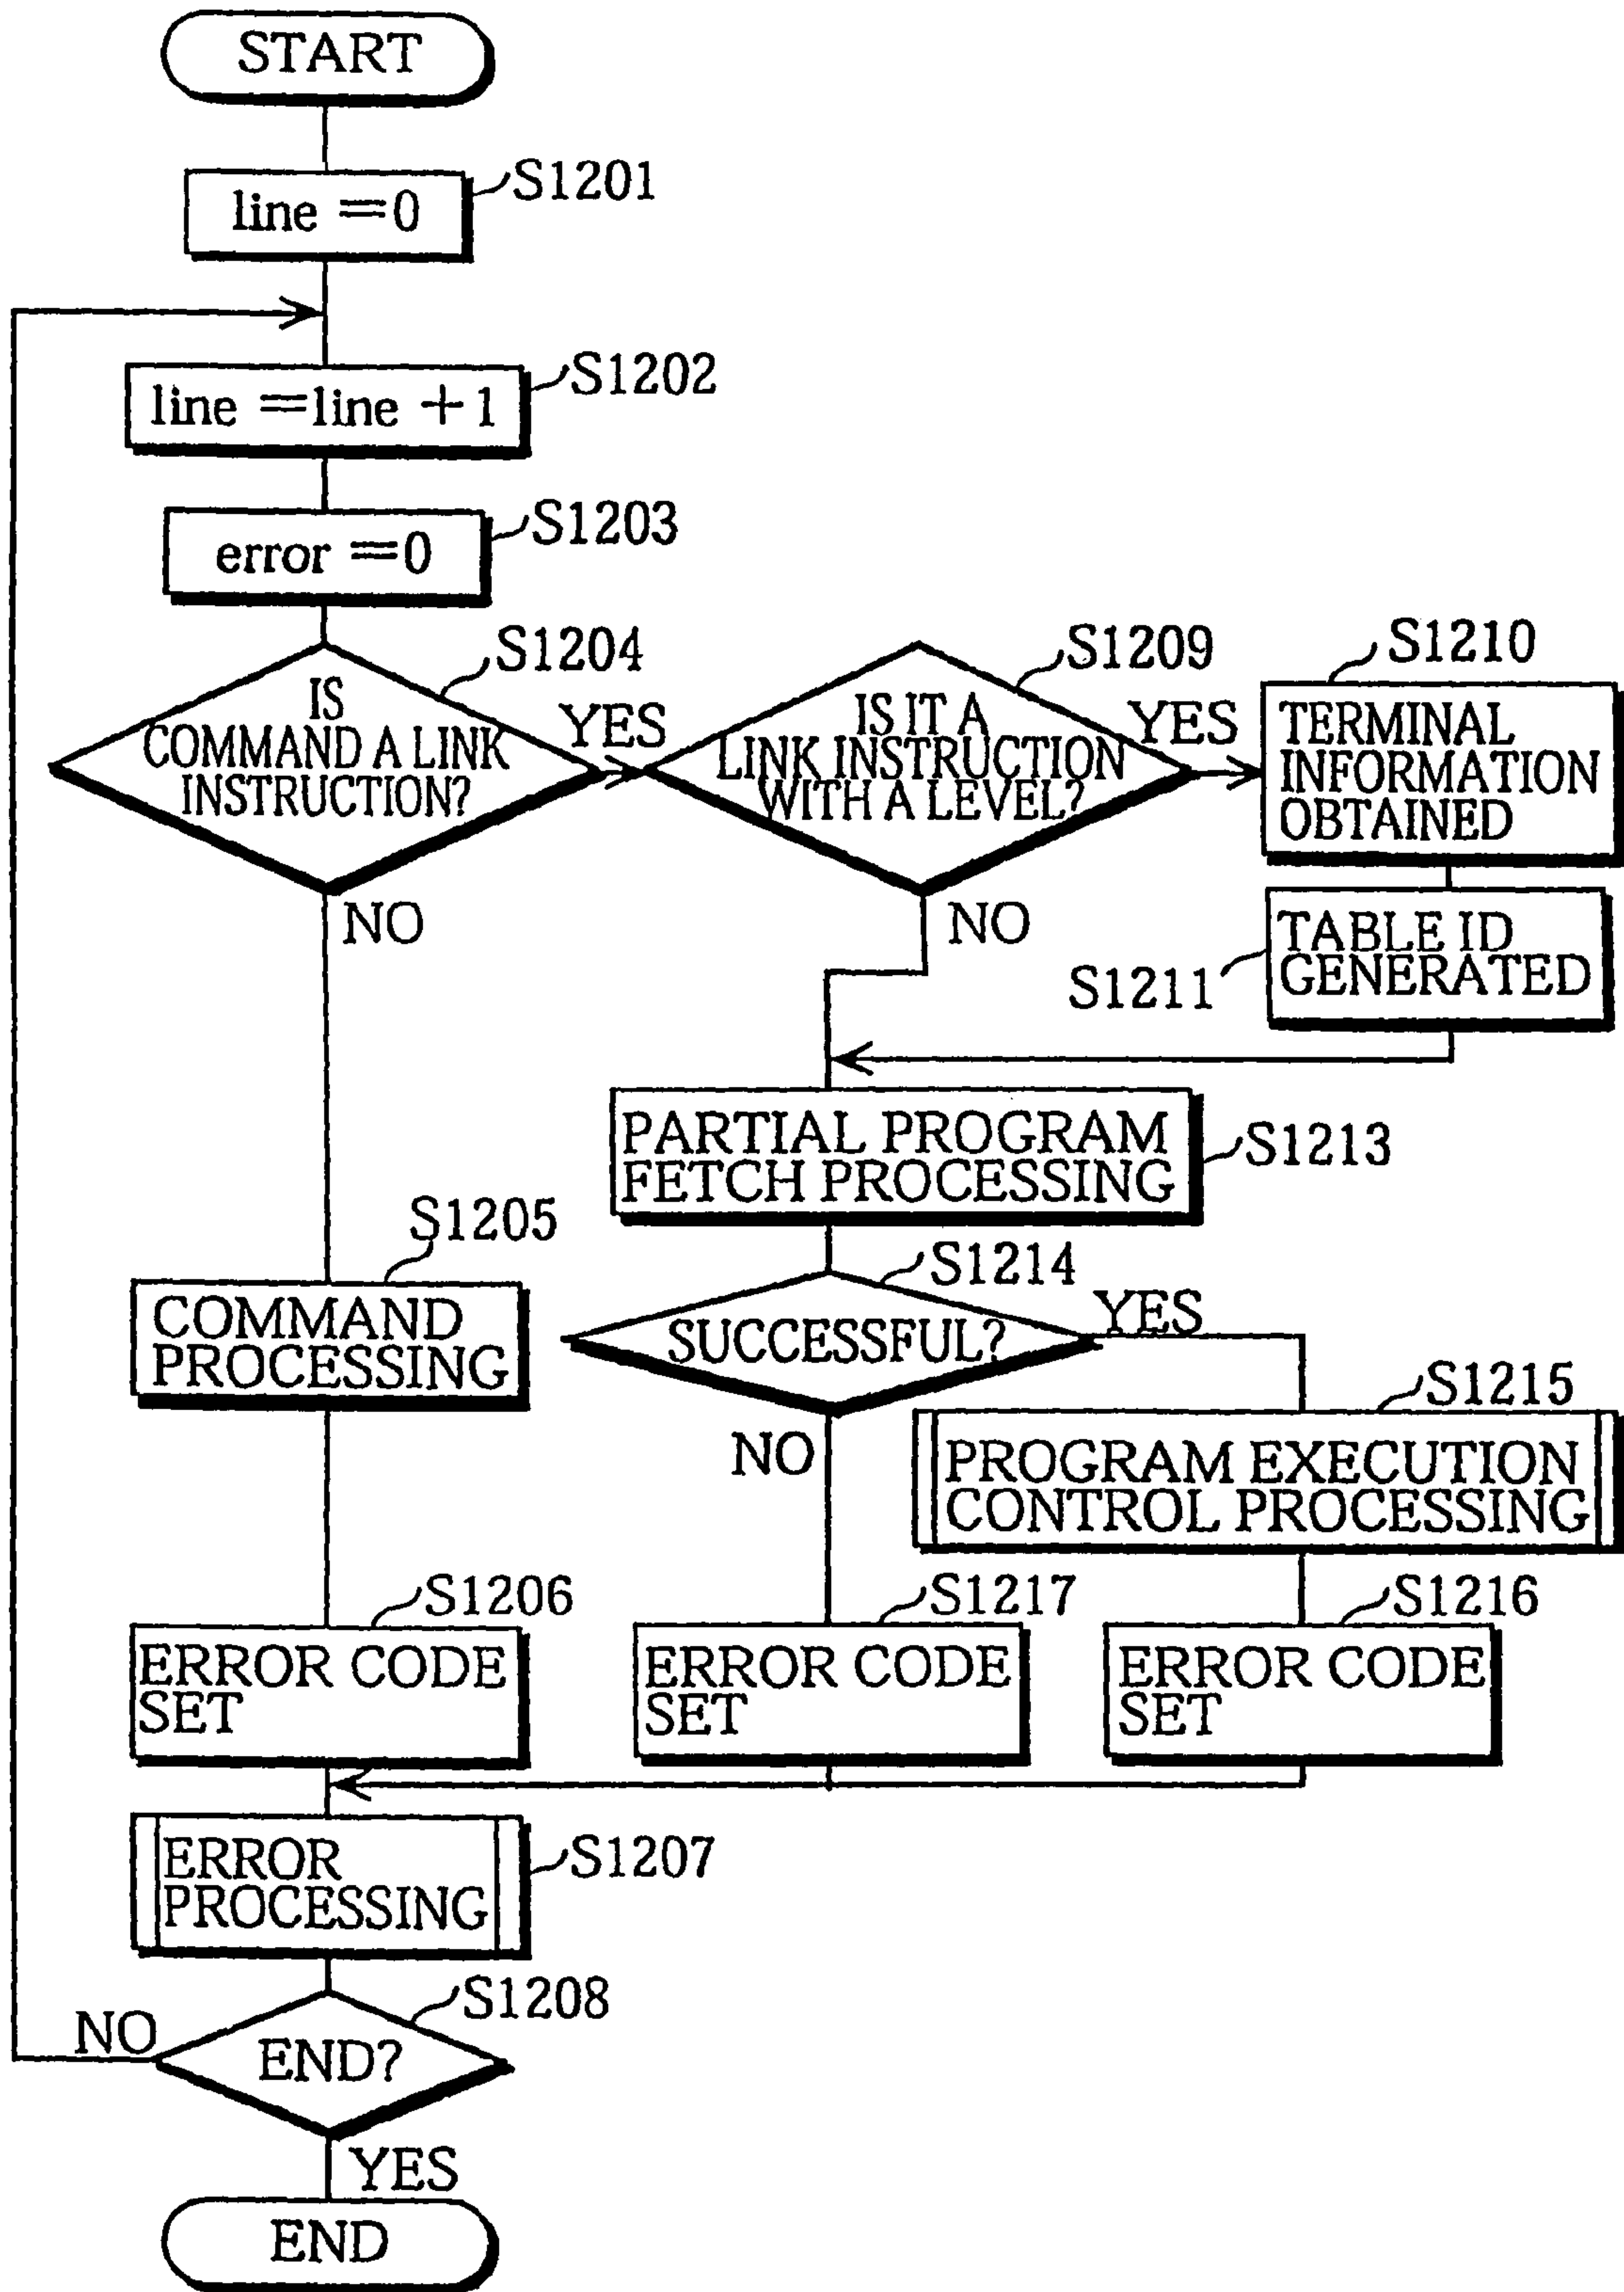 START
S1201
line =0
S1202
line =line +1
S1203
error =0
S1204
IS
COMMAND A LINK
INSTRUCTION?
YES
NO
S1209
IS IT A
LINK INSTRUCTION
WITH A LEVEL?
YES
NO
S1210
TERMINAL
INFORMATION
OBTAINED
S1211
TABLE ID
GENERATED
PARTIAL PROGRAM
FETCH PROCESSING
S1213
S1205
COMMAND
PROCESSING
S1214
SUCCESSFUL?
YES
NO
S1215
PROGRAM EXECUTION
CONTROL PROCESSING
S1206
ERROR CODE
SET
S1217
ERROR CODE
SET
S1216
ERROR CODE
SET
ERROR
PROCESSING
S1207
S1208
END?
NO
YES
END